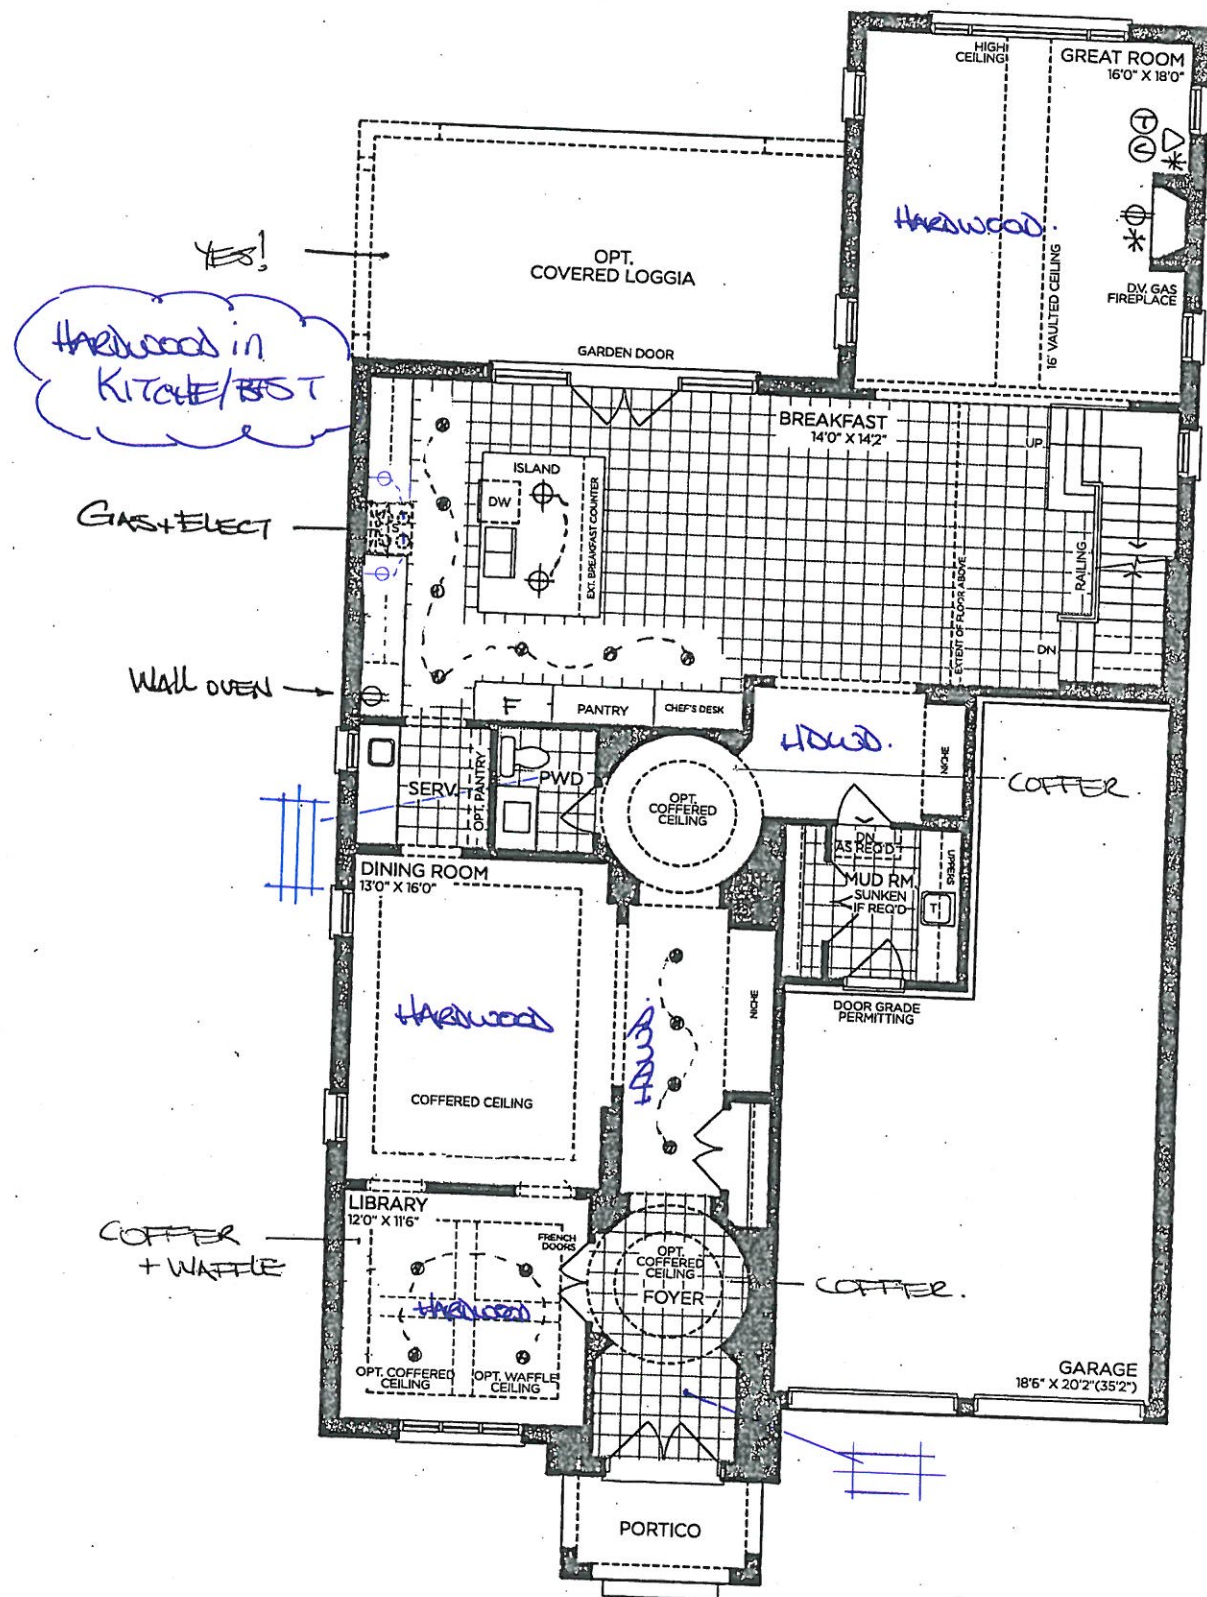 HIGH
CEILING
GREAT ROOM
16'0" X 18'0"
T
C
HARDWOOD.
YES!
OPT.
COVERED LOGGIA
16' VAULTED CEILING
D.V. GAS
FIREPLACE
HARDWOOD in
KITCHE/BFST
GARDEN DOOR
BREAKFAST
14'0" X 14'2"
UP
ISLAND
DW
EXT. BREAKFAST COUNTER
GAS + ELECT
S
EXTENT OF FLOOR ABOVE
RAILING
DN
WALL OVEN
F
PANTRY
CHEF'S DESK
HDWD.
NICHE
SERV.
OPT. PANTRY
PWD
OPT.
COFFERED
CEILING
COFFER.
DN
AS REQ'D
UPPERS
MUD RM.
SUNKEN
IF REQ'D
T
DINING ROOM
13'0" X 16'0"
HARDWOOD
HDWD.
NICHE
DOOR GRADE
PERMITTING
COFFERED CEILING
LIBRARY
12'0" X 11'6"
FRENCH
DOORS
COFFER
+ WAFFLE
OPT.
COFFERED
CEILING
FOYER
COFFER.
HARDWOOD
OPT. COFFERED
CEILING
OPT. WAFFLE
CEILING
GARAGE
18'6" X 20'2"(35'2")
PORTICO